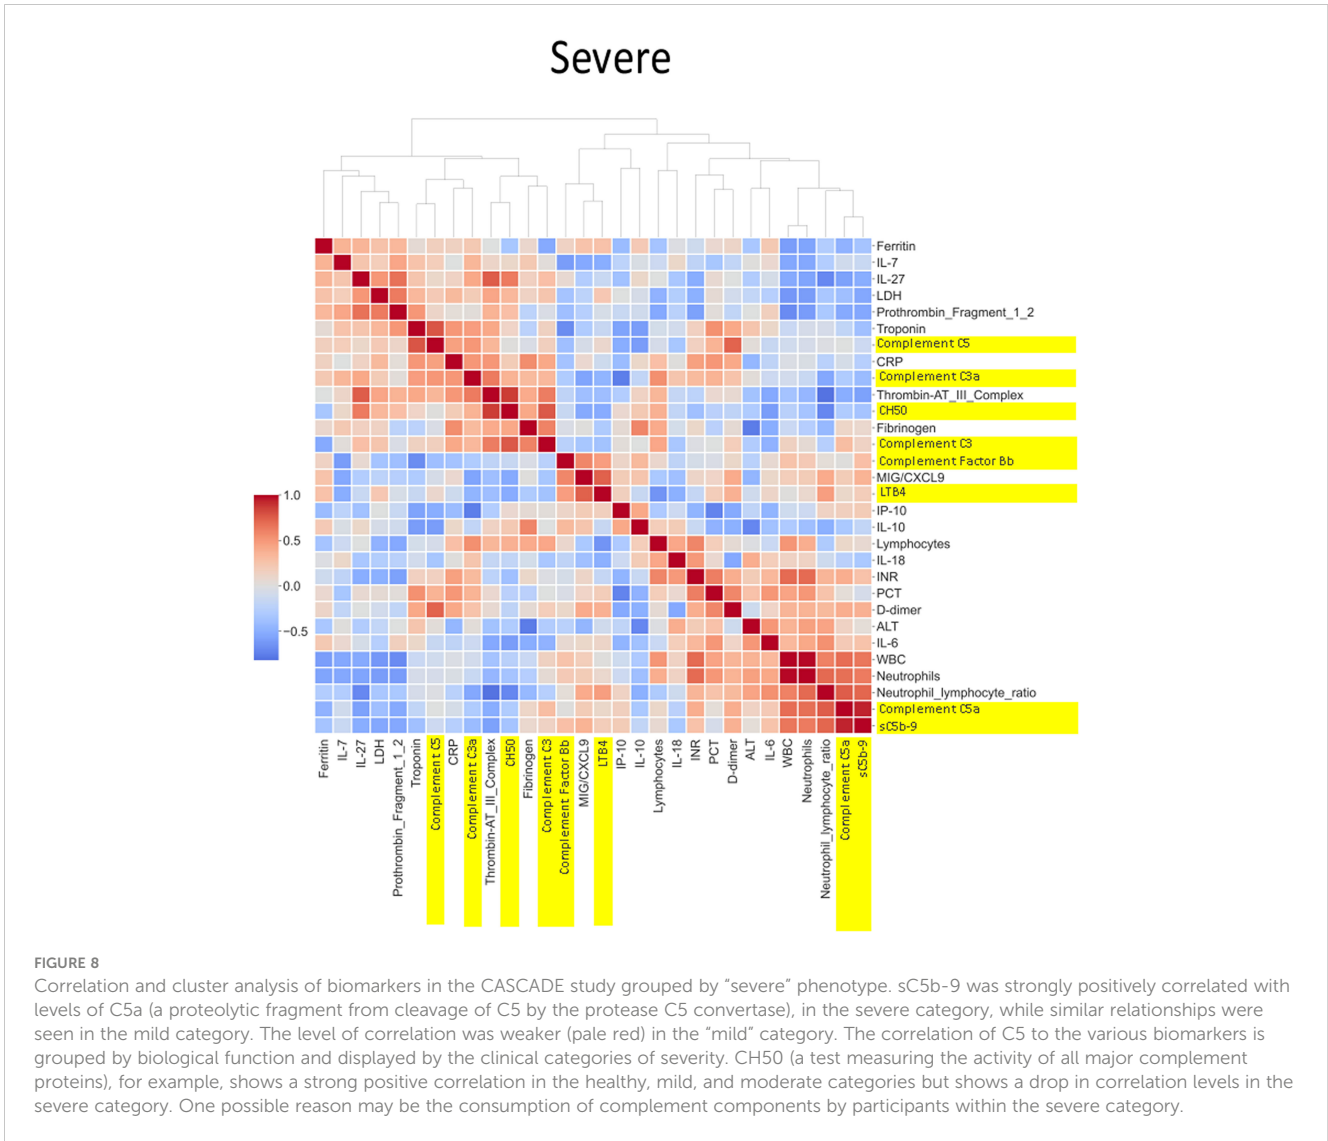 Severe
Ferritin
IL-7
IL-27
LDH
Prothrombin_Fragment_1_2
Troponin
Complement C5
CRP
Complement C3a
Thrombin-AT_III_Complex
CH50
Fibrinogen
Complement C3
Complement Factor Bb
MIG/CXCL9
LTB4
IP-10
IL-10
Lymphocytes
IL-18
INR
PCT
D-dimer
ALT
IL-6
WBC
Neutrophils
Neutrophil_lymphocyte_ratio
Complement C5a
sC5b-9
1.0
0.5
0.0
−0.5
Ferritin
IL-7
IL-27
LDH
Prothrombin_Fragment_1_2
Troponin
Complement C5
CRP
Complement C3a
Thrombin-AT_III_Complex
CH50
Fibrinogen
Complement C3
Complement Factor Bb
MIG/CXCL9
LTB4
IP-10
IL-10
Lymphocytes
IL-18
INR
PCT
D-dimer
ALT
IL-6
WBC
Neutrophils
Neutrophil_lymphocyte_ratio
Complement C5a
sC5b-9
FIGURE 8
Correlation and cluster analysis of biomarkers in the CASCADE study grouped by “severe” phenotype. sC5b-9 was strongly positively correlated with
levels of C5a (a proteolytic fragment from cleavage of C5 by the protease C5 convertase), in the severe category, while similar relationships were
seen in the mild category. The level of correlation was weaker (pale red) in the “mild” category. The correlation of C5 to the various biomarkers is
grouped by biological function and displayed by the clinical categories of severity. CH50 (a test measuring the activity of all major complement
proteins), for example, shows a strong positive correlation in the healthy, mild, and moderate categories but shows a drop in correlation levels in the
severe category. One possible reason may be the consumption of complement components by participants within the severe category.